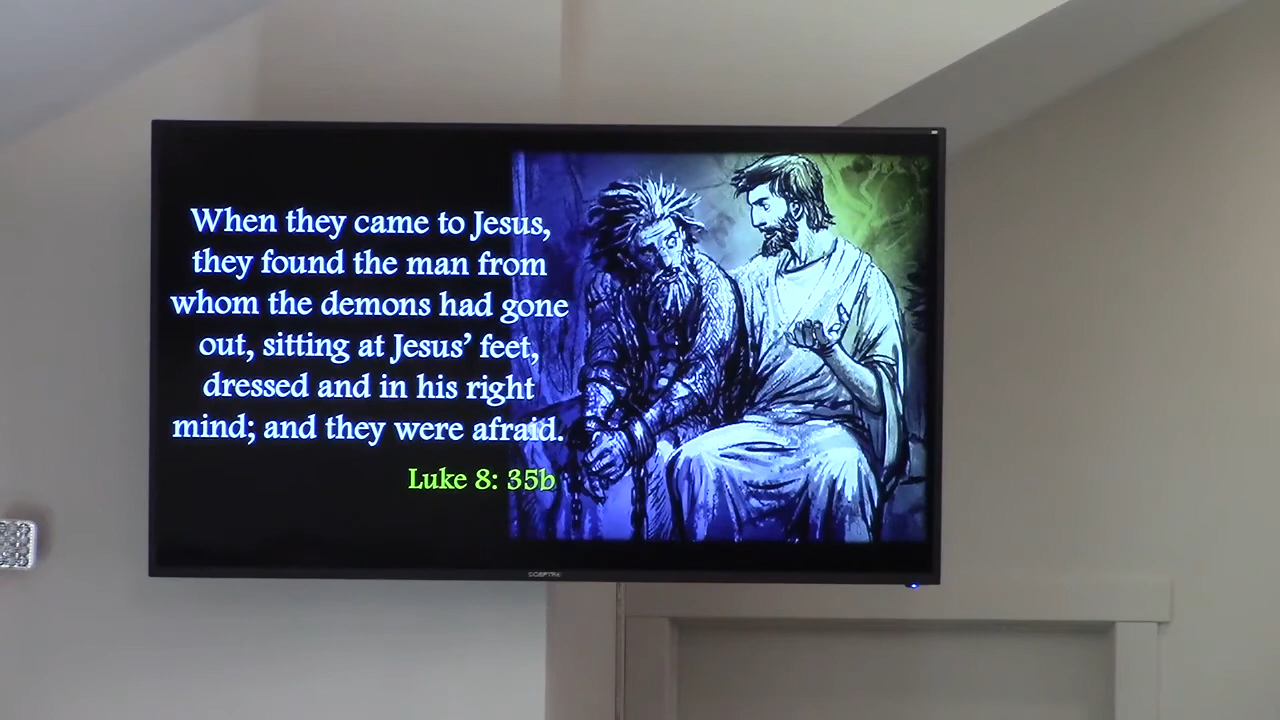 When they came to Jesus,
they found the man from
whom the demons had gone
out, sitting at Jesus’ feet,
dressed and in his right
mind; and they were afraid.
Luke 8: 35b
SCEPTRE